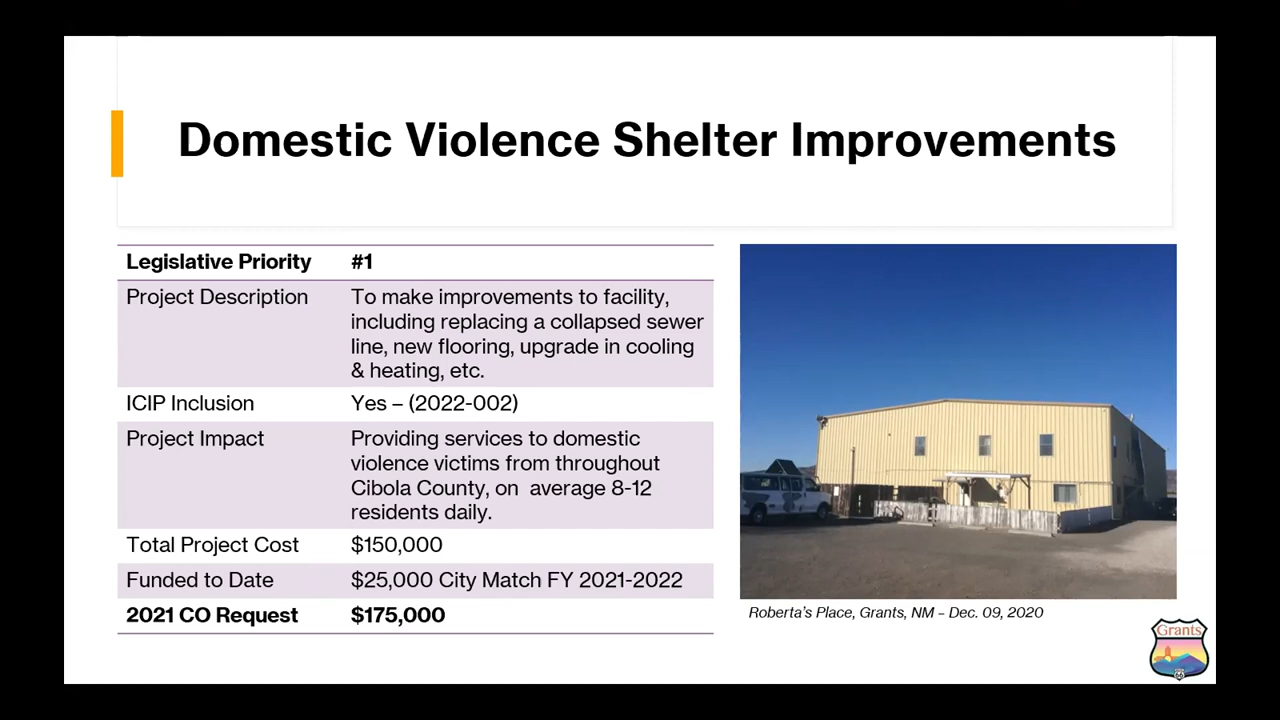 Domestic Violence Shelter Improvements
Legislative Priority #1
Project Description To make improvements to facility,
including replacing a collapsed sewer
line, new flooring, upgrade in cooling
& heating, etc.
ICIP Inclusion Yes – (2022-002)
Project Impact Providing services to domestic
violence victims from throughout
Cibola County, on average 8-12
residents daily.
Total Project Cost $150,000
Funded to Date $25,000 City Match FY 2021-2022
2021 CO Request $175,000
Roberta's Place, Grants, NM – Dec. 09, 2020
Grants
66